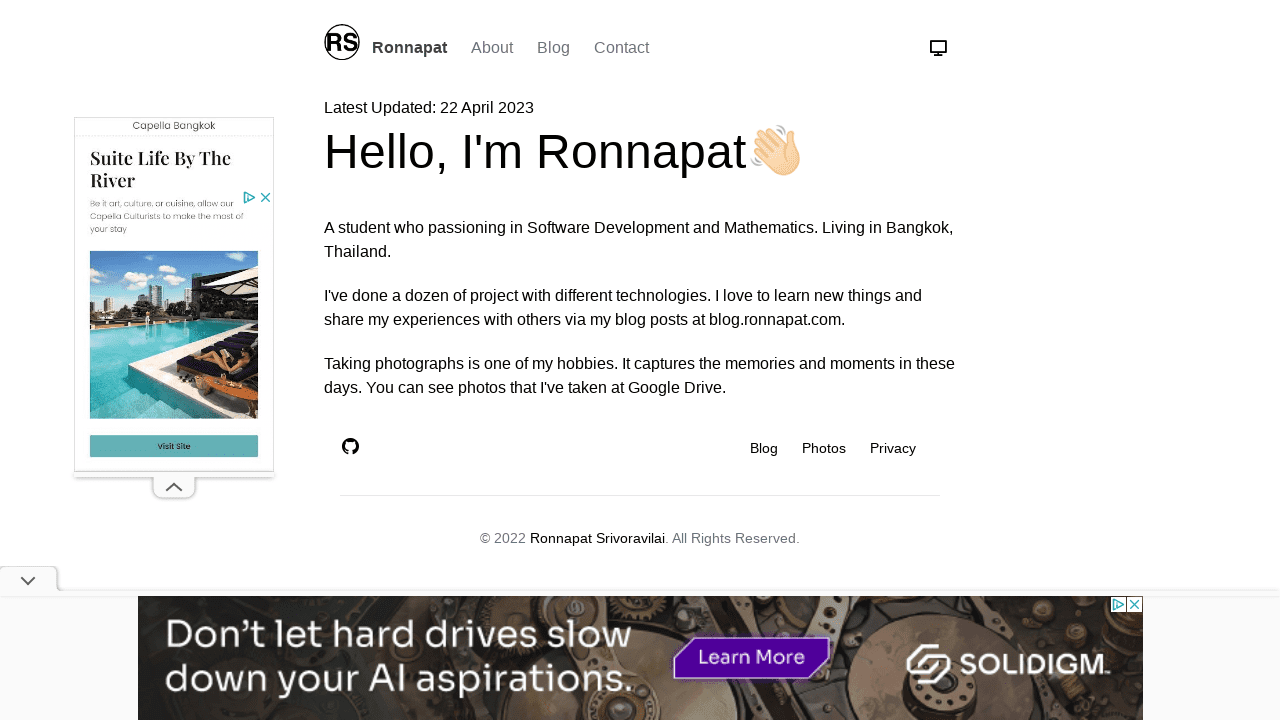 RS
Ronnapat About Blog Contact
Latest Updated: 22 April 2023
Hello, I'm Ronnapat
A student who passioning in Software Development and Mathematics. Living in Bangkok,
Thailand.
I've done a dozen of project with different technologies. I love to learn new things and
share my experiences with others via my blog posts at blog.ronnapat.com.
Taking photographs is one of my hobbies. It captures the memories and moments in these
days. You can see photos that I've taken at Google Drive.
Blog Photos Privacy
© 2022 Ronnapat Srivoravilai. All Rights Reserved.
Capella Bangkok
Suite Life By The
River
Be it art, culture, or cuisine, allow our
Capella Culturists to make the most of
your stay
Visit Site
Don't let hard drives slow
down your AI aspirations.
Learn More
SOLIDIGM